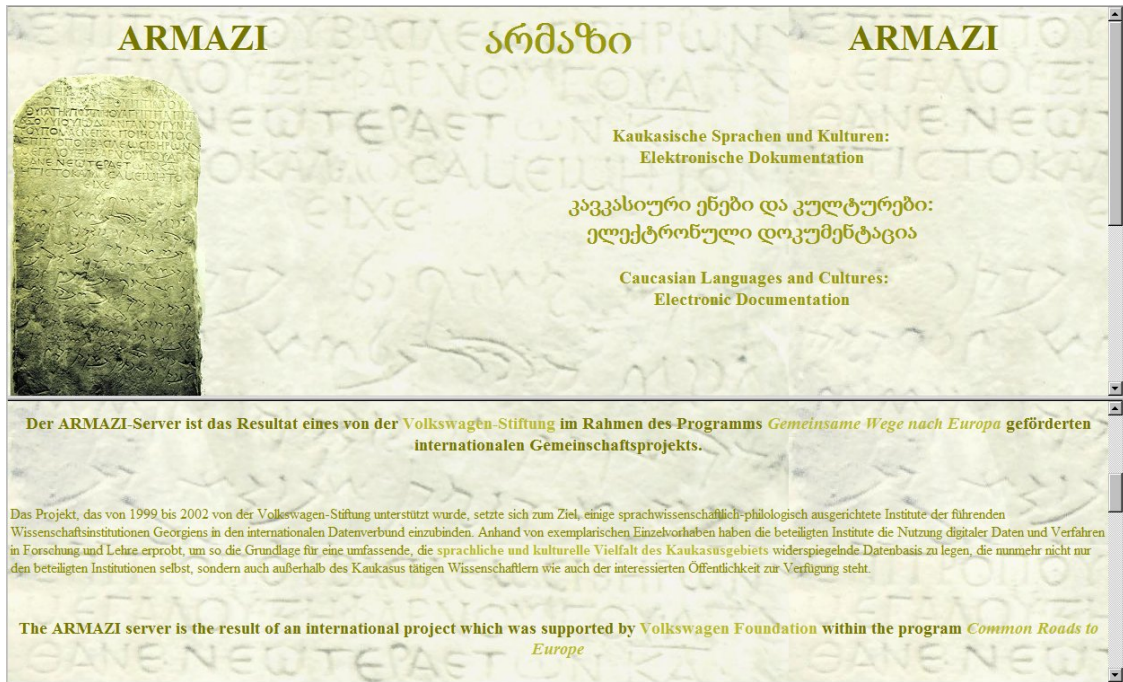 ARMAZI არმაზი ARMAZI
Kaukasische Sprachen und Kulturen:
Elektronische Dokumentation
კავკასიური ენები და კულტურები:
ელექტრონული დოკუმენტაცია
Caucasian Languages and Cultures:
Electronic Documentation
Der ARMAZI-Server ist das Resultat eines von der Volkswagen-Stiftung im Rahmen des Programms Gemeinsame Wege nach Europa geförderten
internationalen Gemeinschaftsprojekts.
Das Projekt, das von 1999 bis 2002 von der Volkswagen-Stiftung unterstützt wurde, setzte sich zum Ziel, einige sprachwissenschaftlich-philologisch ausgerichtete Institute der führenden
Wissenschaftsinstitutionen Georgiens in den internationalen Datenverbund einzubinden. Anhand von exemplarischen Einzelvorhaben haben die beteiligten Institute die Nutzung digitaler Daten und Verfahren
in Forschung und Lehre erprobt, um so die Grundlage für eine umfassende, die sprachliche und kulturelle Vielfalt des Kaukasusgebiets widerspiegelnde Datenbasis zu legen, die nunmehr nicht nur
den beteiligten Institutionen selbst, sondern auch außerhalb des Kaukasus tätigen Wissenschaftlern wie auch der interessierten Öffentlichkeit zur Verfügung steht.
The ARMAZI server is the result of an international project which was supported by Volkswagen Foundation within the program Common Roads to
Europe